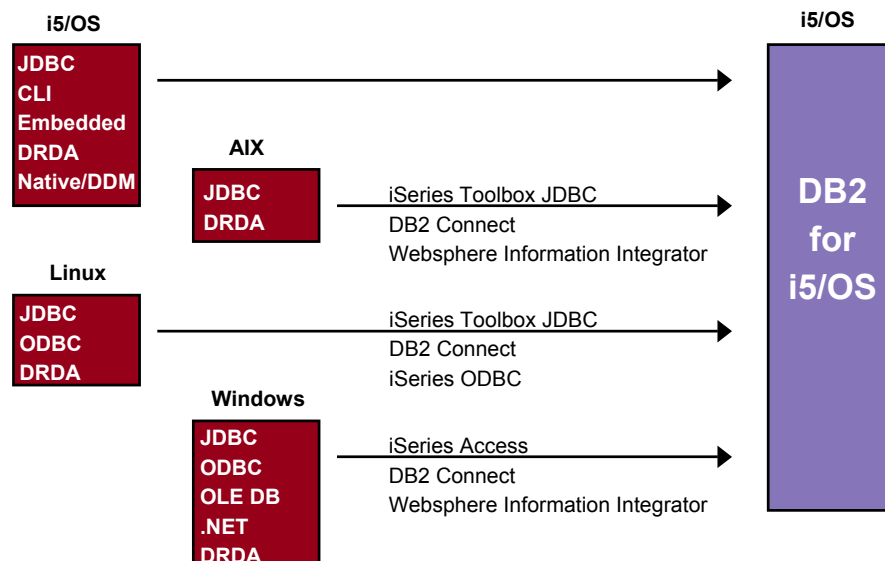 i5/OS
i5/OS
JDBC
CLI
Embedded
DRDA
Native/DDM
AIX
JDBC
DRDA
iSeries Toolbox JDBC
DB2 Connect
Websphere Information Integrator
DB2
for
i5/OS
Linux
JDBC
ODBC
DRDA
iSeries Toolbox JDBC
DB2 Connect
iSeries ODBC
Windows
JDBC
ODBC
OLE DB
.NET
DRDA
iSeries Access
DB2 Connect
Websphere Information Integrator